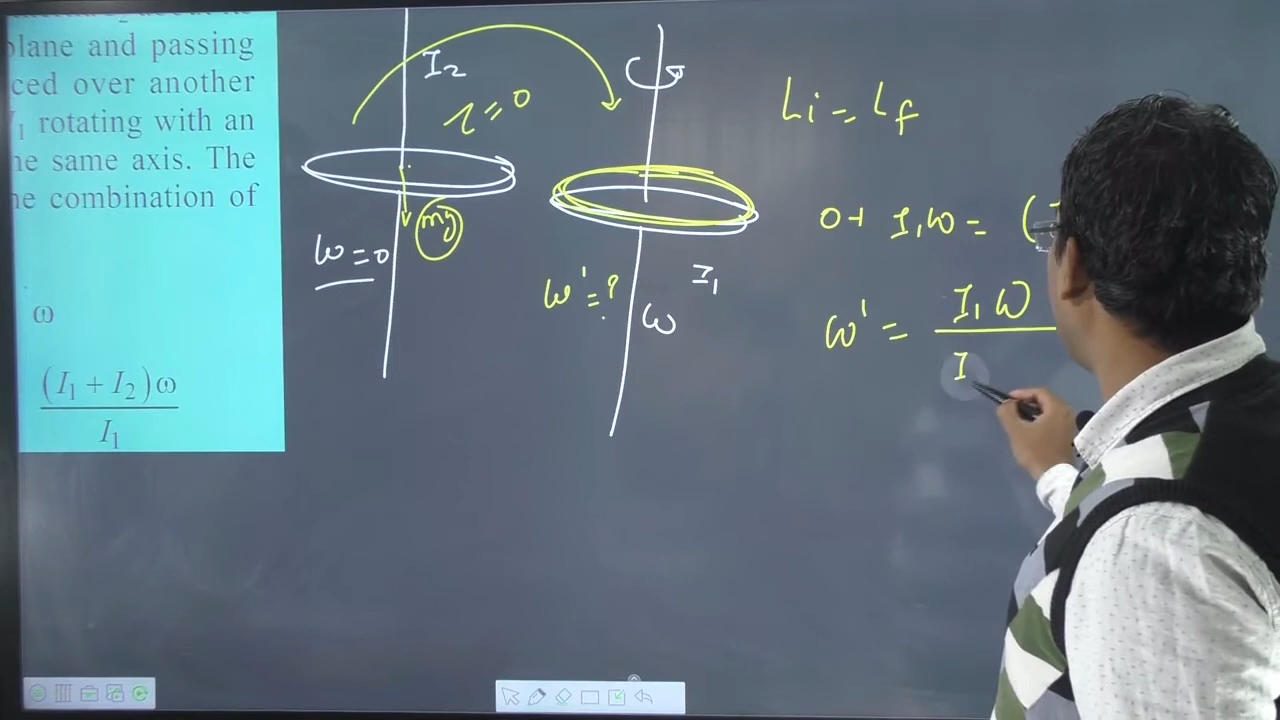 plane and passing
ced over another
I₁ rotating with an
he same axis. The
he combination of
ω
(I₁ + I₂)ω
I₁
I₂
τ = 0
mg
ω = 0
ω' = ?
I₁
ω
Li = Lf
0 + I₁ω = (
ω' = I₁ω
I